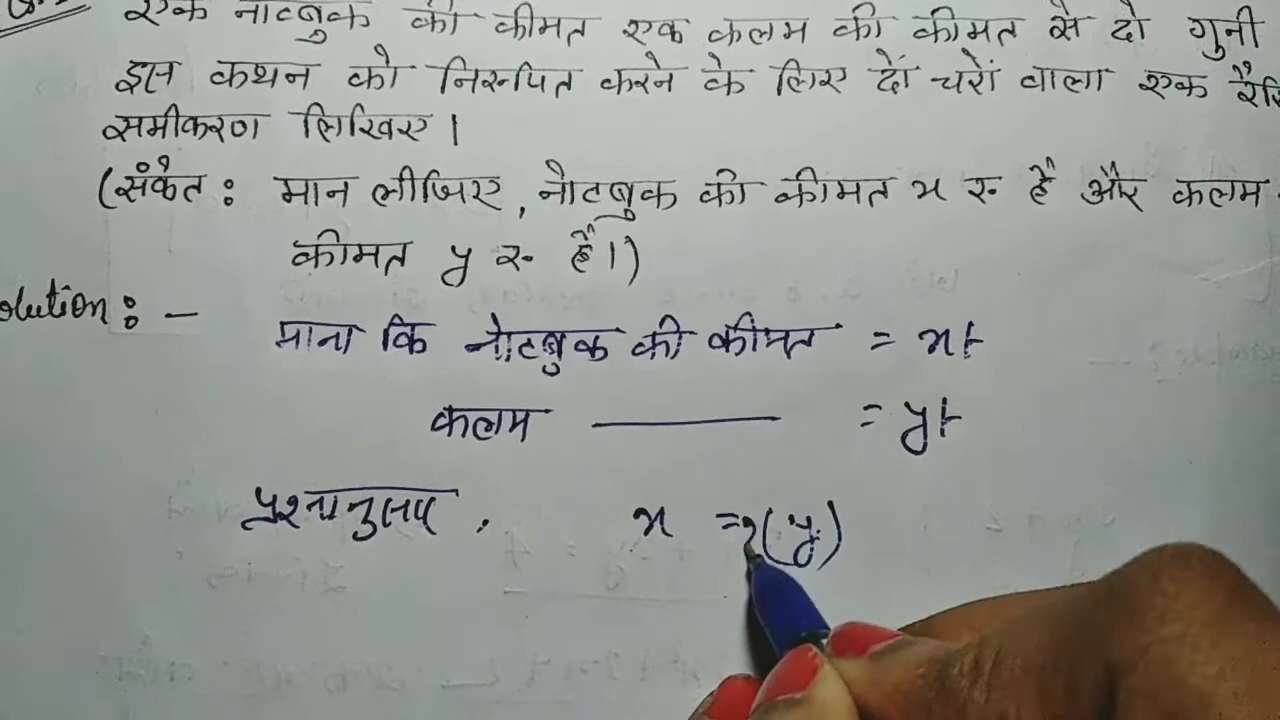 एक नोटबुक की कीमत एक कलम की कीमत से दो गुनी
इस कथन को निरूपित करने के लिए दों चरों वाला एक
समीकरण लिखिए।
(संकेत : मान लीजिए, नोटबुक की कीमत x रू है और कलम
कीमत y रू है।)
olution : -
माना कि नोटबुक की कीमत = x₹
कलम ——— = y₹
प्रश्नानुसार, x = 2(y)